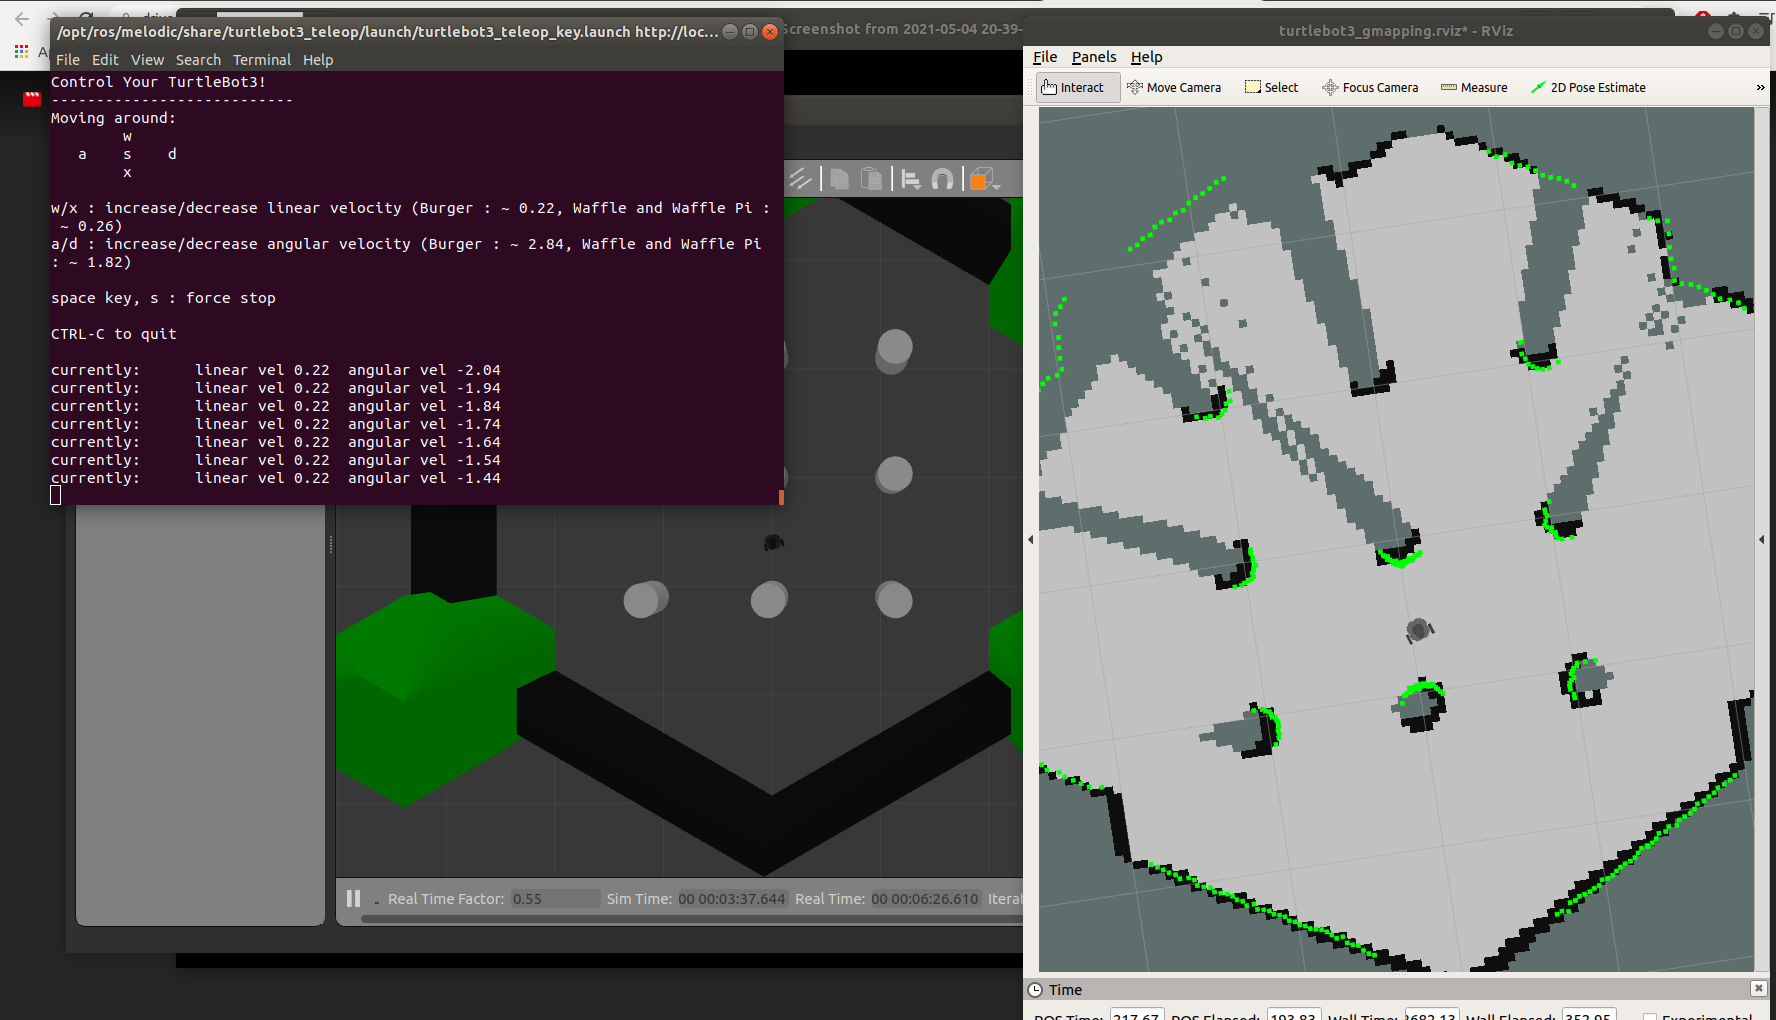 Screenshot from 2021-05-04 20-39-
/opt/ros/melodic/share/turtlebot3_teleop/launch/turtlebot3_teleop_key.launch http://loc...
File Edit View Search Terminal Help
Control Your TurtleBot3!
---------------------------
Moving around:
w
a s d
x
w/x : increase/decrease linear velocity (Burger : ~ 0.22, Waffle and Waffle Pi :
~ 0.26)
a/d : increase/decrease angular velocity (Burger : ~ 2.84, Waffle and Waffle Pi
: ~ 1.82)
space key, s : force stop
CTRL-C to quit
currently: linear vel 0.22 angular vel -2.04
currently: linear vel 0.22 angular vel -1.94
currently: linear vel 0.22 angular vel -1.84
currently: linear vel 0.22 angular vel -1.74
currently: linear vel 0.22 angular vel -1.64
currently: linear vel 0.22 angular vel -1.54
currently: linear vel 0.22 angular vel -1.44
Real Time Factor: 0.55 Sim Time: 00 00:03:37.644 Real Time: 00 00:06:26.610 Iterat
turtlebot3_gmapping.rviz* - RViz
File Panels Help
Interact Move Camera Select Focus Camera Measure 2D Pose Estimate »
Time
ROS Time: 217.67 ROS Elapsed: 193.83 Wall Time: 3682.13 Wall Elapsed: 352.95 Experimental